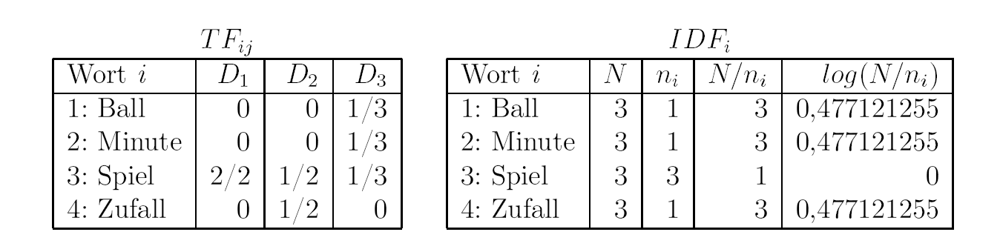 TF_{ij}
Wort i D_1 D_2 D_3
1: Ball 0 0 1/3
2: Minute 0 0 1/3
3: Spiel 2/2 1/2 1/3
4: Zufall 0 1/2 0
IDF_i
Wort i N n_i N/n_i log(N/n_i)
1: Ball 3 1 3 0,477121255
2: Minute 3 1 3 0,477121255
3: Spiel 3 3 1 0
4: Zufall 3 1 3 0,477121255